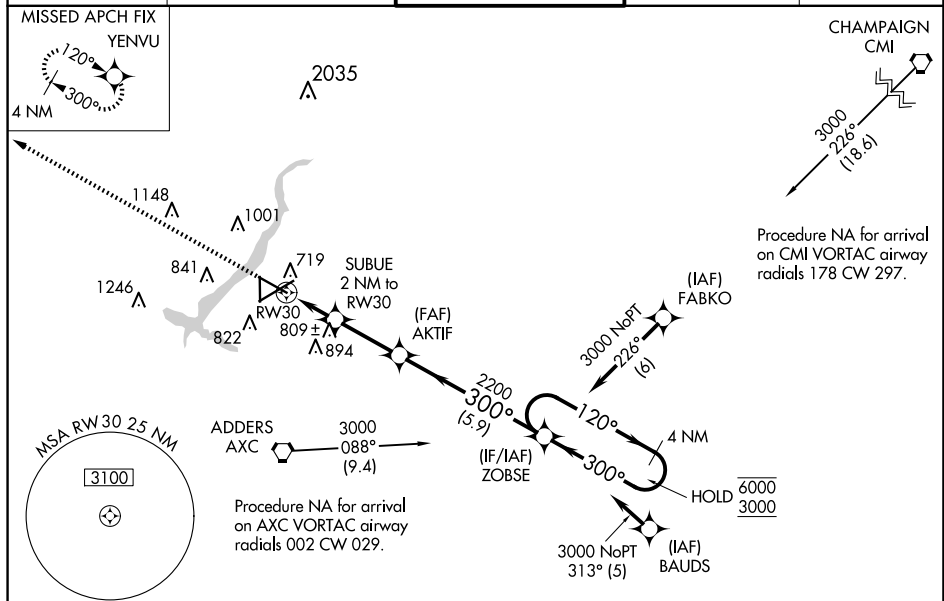 MISSED APCH FIX
YENVU
120°
300°
4 NM
2035
CHAMPAIGN
CMI
3000
226°
(18.6)
Procedure NA for arrival
on CMI VORTAC airway
radials 178 CW 297.
1148
1001
841
719
1246
RW30
822
809 ±
894
SUBUE
2 NM to
RW30
(FAF)
AKTIF
(IAF)
FABKO
3000 NoPT
226°
(6)
2200
300°
(5.9)
120°
4 NM
300°
(IF/IAF)
ZOBSE
HOLD 6000
3000
3000 NoPT
313° (5)
(IAF)
BAUDS
ADDERS
AXC
3000
088°
(9.4)
Procedure NA for arrival
on AXC VORTAC airway
radials 002 CW 029.
MSA RW30 25 NM
3100